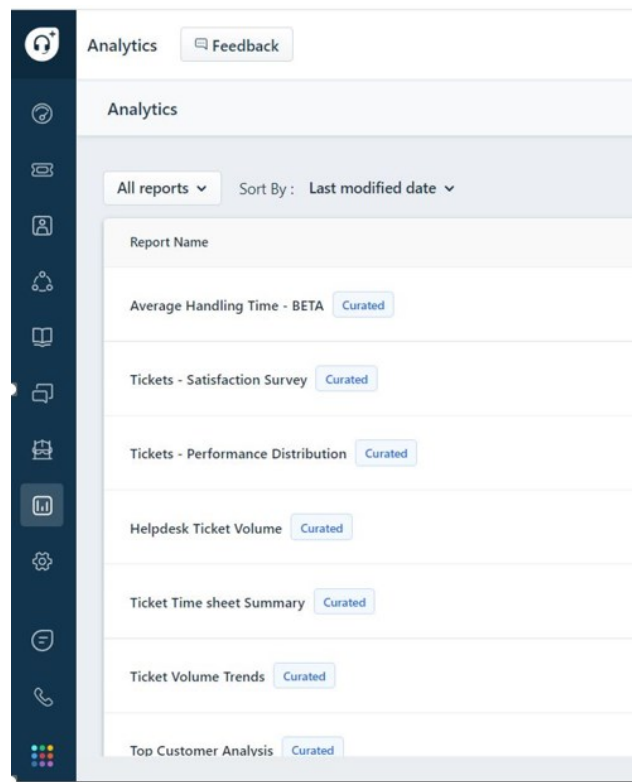 Analytics Feedback
Analytics
All reports Sort By : Last modified date
Report Name
Average Handling Time - BETA Curated
Tickets - Satisfaction Survey Curated
Tickets - Performance Distribution Curated
Helpdesk Ticket Volume Curated
Ticket Time sheet Summary Curated
Ticket Volume Trends Curated
Top Customer Analysis Curated